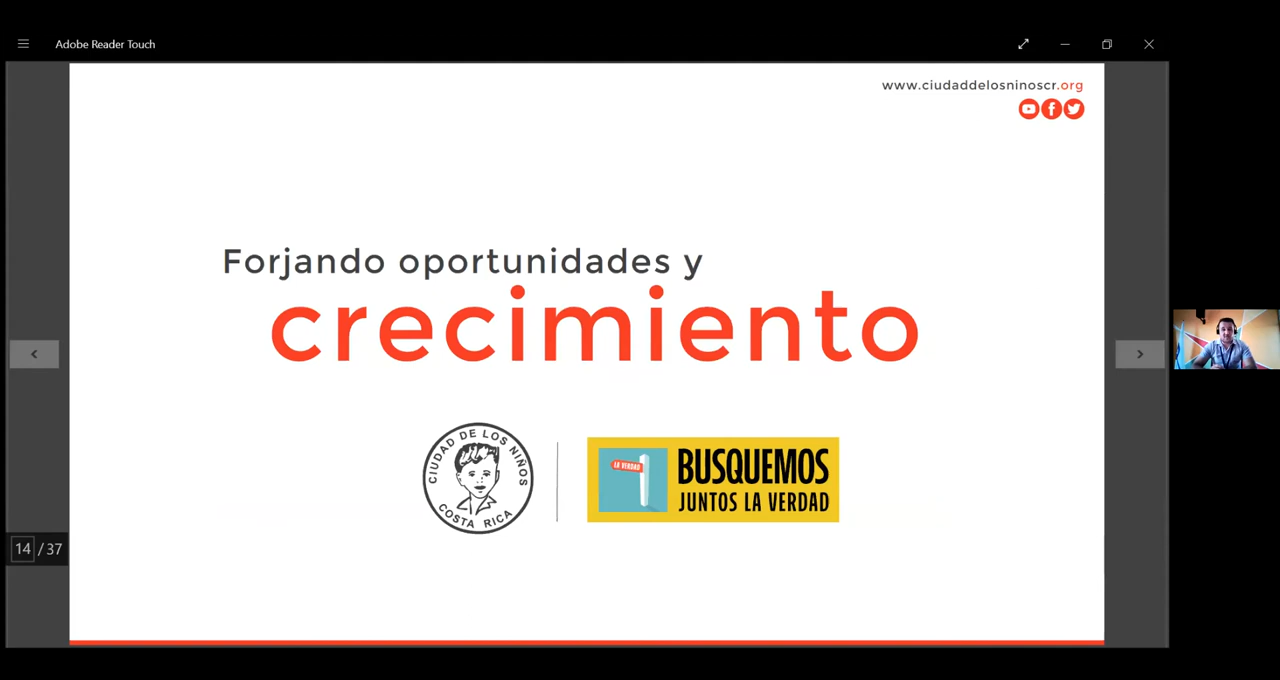 Adobe Reader Touch
www.ciudaddelosninoscr.org
Forjando oportunidades y
crecimiento
CIUDAD DE LOS NIÑOS
COSTA RICA
LA VERDAD
BUSQUEMOS
JUNTOS LA VERDAD
14 / 37